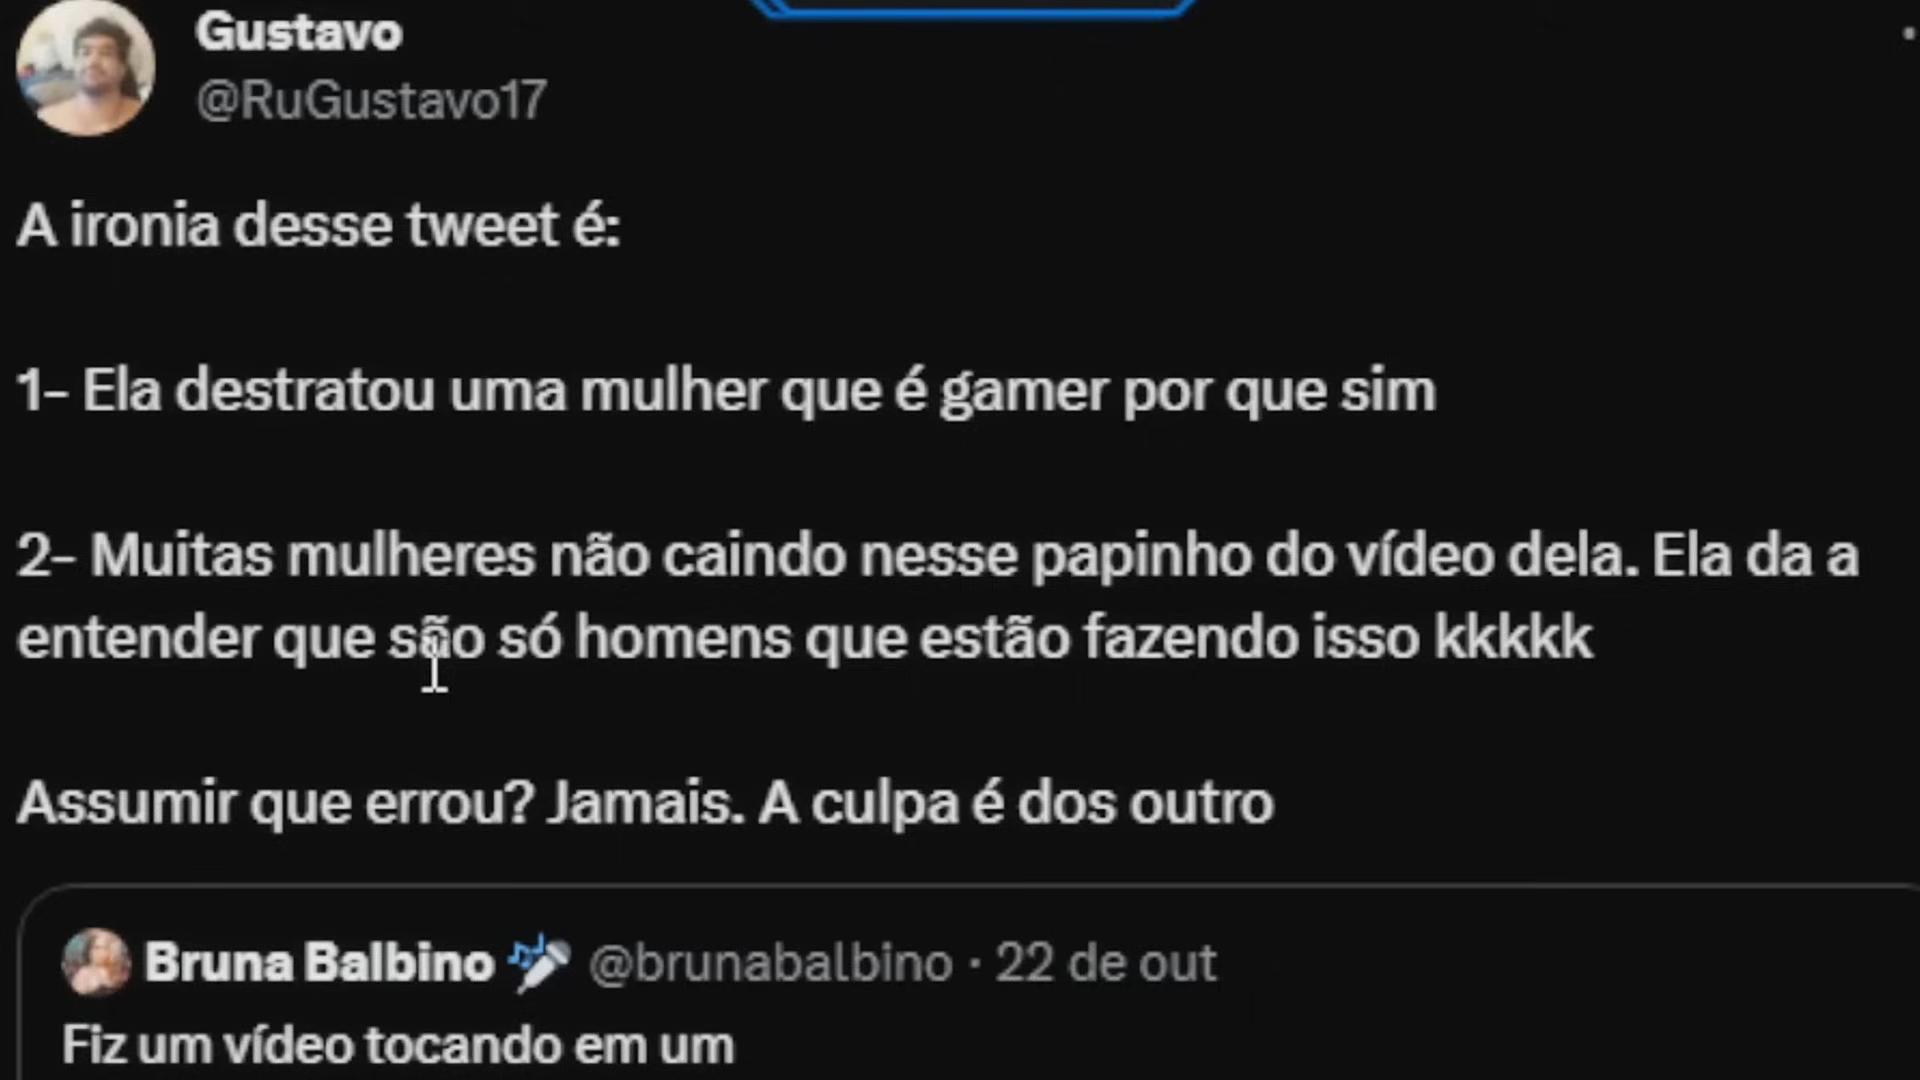 Gustavo
@RuGustavo17
A ironia desse tweet é:
1- Ela destratou uma mulher que é gamer por que sim
2- Muitas mulheres não caindo nesse papinho do vídeo dela. Ela da a
entender que são só homens que estão fazendo isso kkkkk
Assumir que errou? Jamais. A culpa é dos outro
Bruna Balbino @brunabalbino · 22 de out
Fiz um vídeo tocando em um